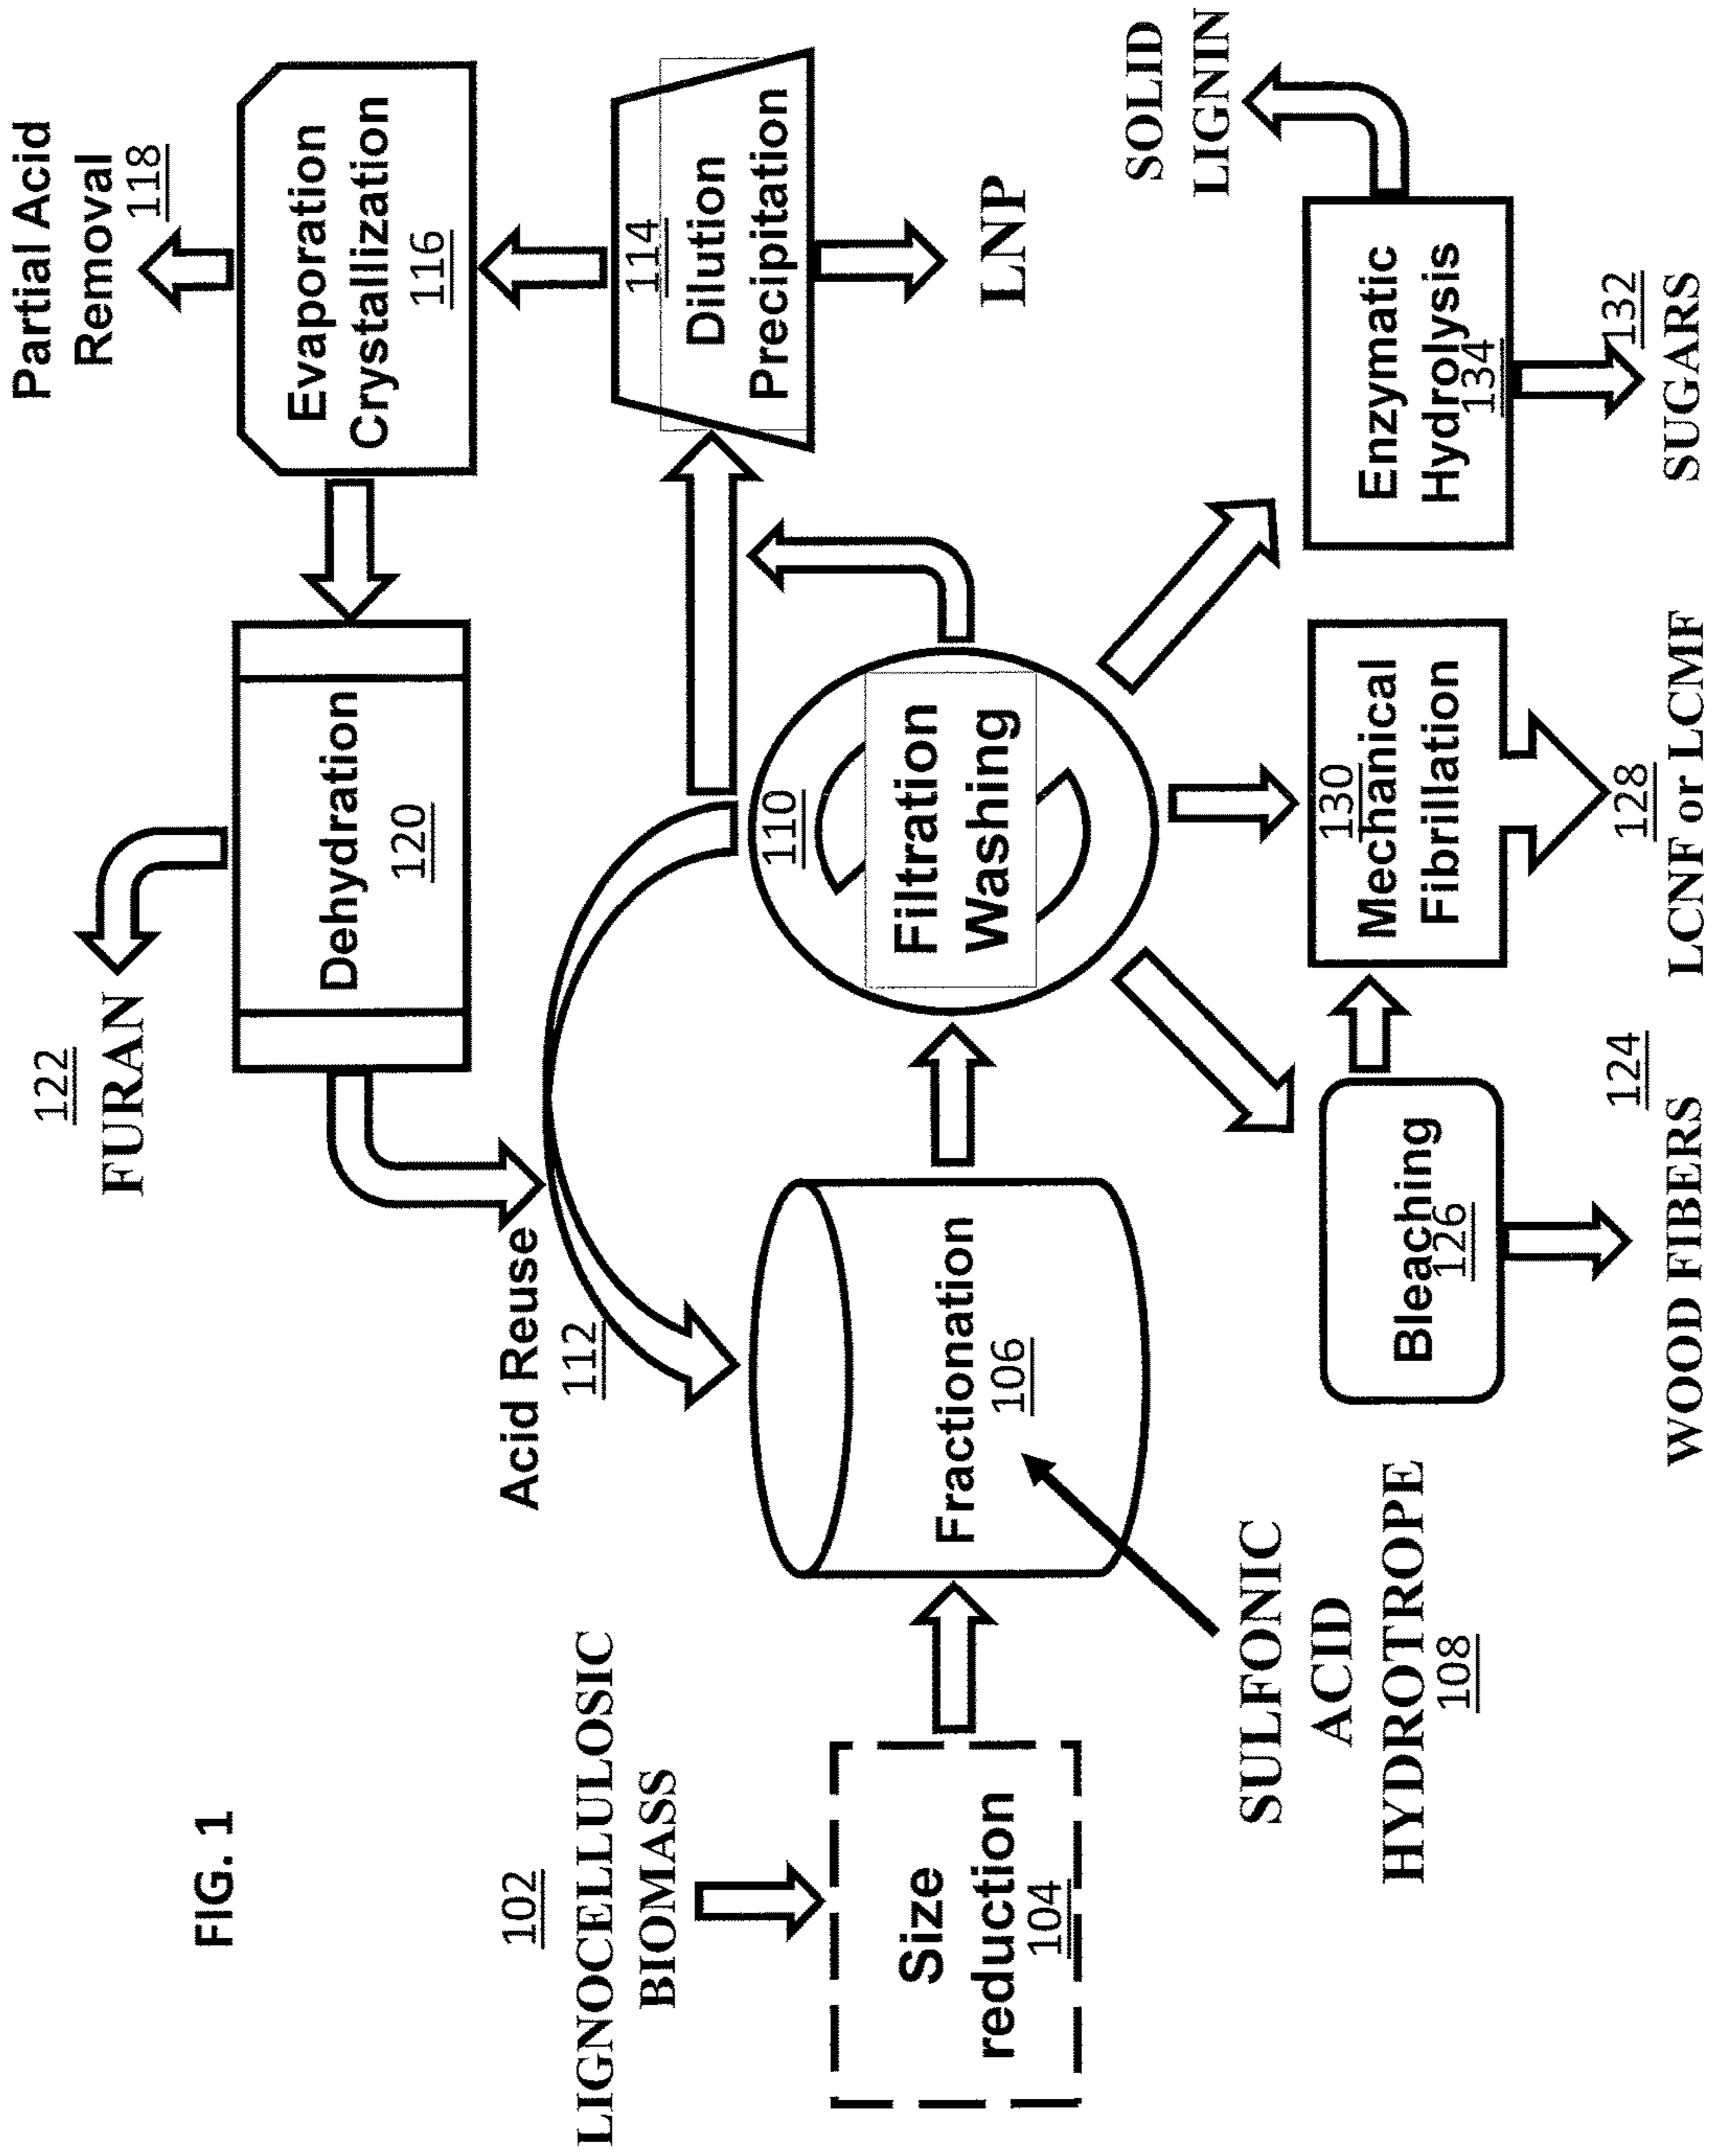 FIG. 1
102
LIGNOCELLULOSIC
BIOMASS
Size
reduction
104
SULFONIC
ACID
HYDROTROPE
108
Fractionation
106
Acid Reuse
112
122
FURAN
Dehydration
120
Partial Acid
Removal
118
Evaporation
Crystallization
116
114
Dilution
Precipitation
LNP
110
Filtration
Washing
Bleaching
126
124
WOOD FIBERS
130
Mechanical
Fibrillation
128
LCNF or LCMF
Enzymatic
Hydrolysis
134
132
SUGARS
SOLID
LIGNIN